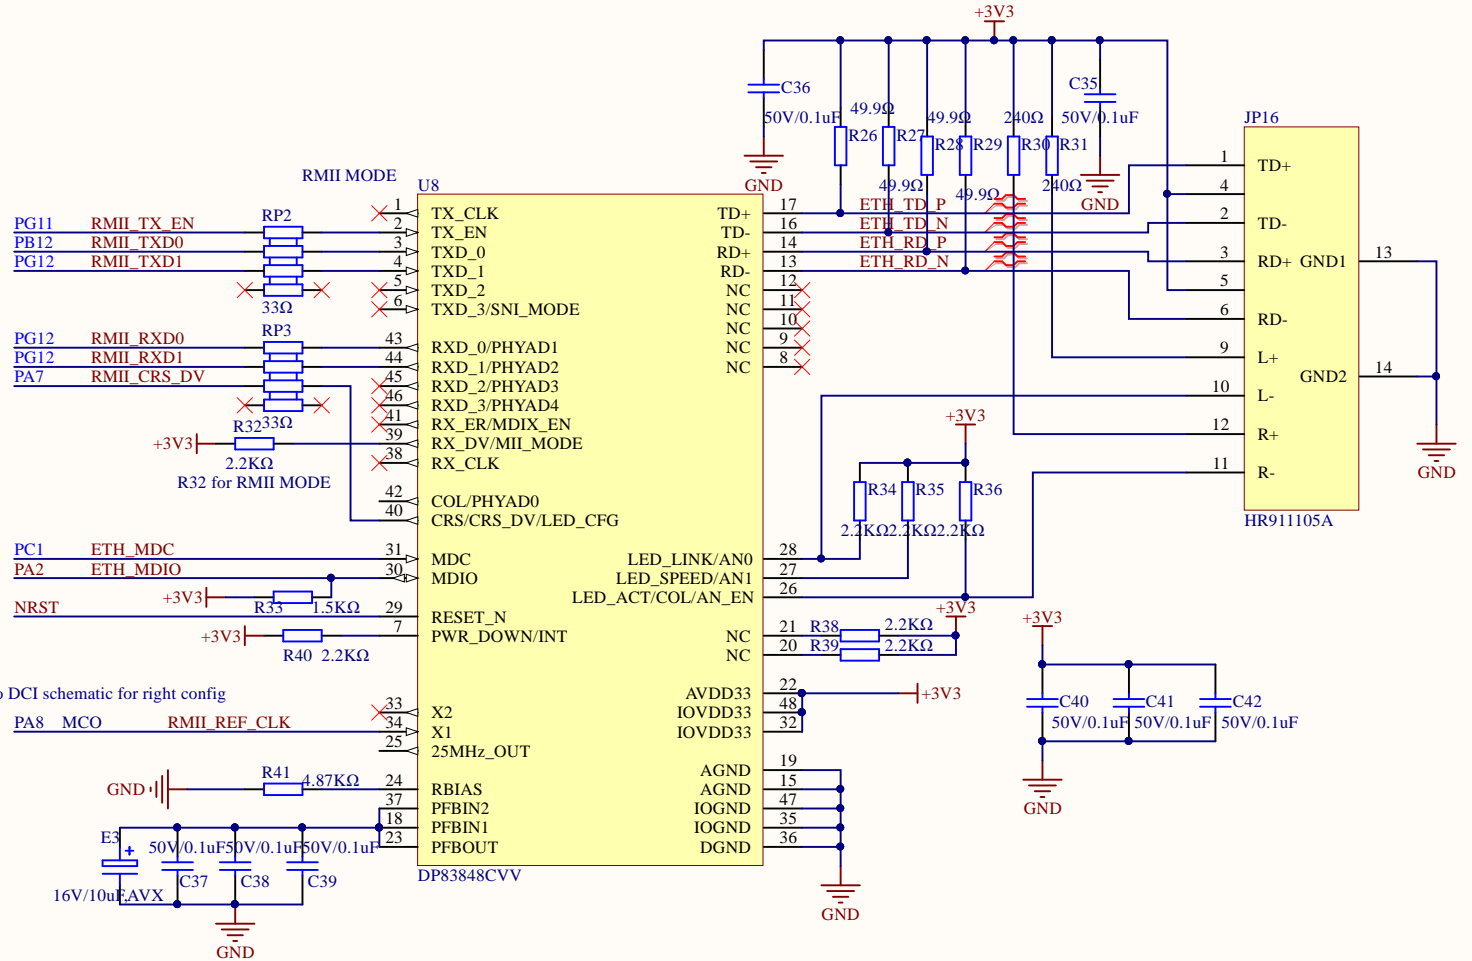 +3V3
C36
50V/0.1uF
GND
49.9Ω
R26
R27
49.9Ω
49.9Ω
R28
R29
49.9Ω
240Ω
R30
R31
240Ω
C35
50V/0.1uF
GND
JP16
1 TD+
4
2 TD-
3 RD+ GND1 13
5
6 RD-
9 L+
GND2 14
10 L-
12 R+
11 R-
HR911105A
GND
RMII MODE
U8
1 TX_CLK
PG11 RMII_TX_EN RP2 2 TX_EN
PB12 RMII_TXD0 3 TXD_0
PG12 RMII_TXD1 4 TXD_1
5 TXD_2
33Ω 6 TXD_3/SNI_MODE
RP3
PG12 RMII_RXD0 43 RXD_0/PHYAD1
PG12 RMII_RXD1 44 RXD_1/PHYAD2
PA7 RMII_CRS_DV 45 RXD_2/PHYAD3
46 RXD_3/PHYAD4
R32 33Ω 41 RX_ER/MDIX_EN
+3V3 39 RX_DV/MII_MODE
2.2KΩ 38 RX_CLK
R32 for RMII MODE
42 COL/PHYAD0
40 CRS/CRS_DV/LED_CFG
PC1 ETH_MDC 31 MDC
PA2 ETH_MDIO 30 MDIO
+3V3 R33 1.5KΩ
NRST 29 RESET_N
+3V3 7 PWR_DOWN/INT
R40 2.2KΩ
o DCI schematic for right config
33 X2
PA8 MCO RMII_REF_CLK 34 X1
25 25MHz_OUT
R41
GND 4.87KΩ 24 RBIAS
37 PFBIN2
18 PFBIN1
23 PFBOUT
E3
16V/10uF,AVX
50V/0.1uF
C37
50V/0.1uF
C38
50V/0.1uF
C39
GND
DP83848CVV
TD+ 17 ETH_TD_P
TD- 16 ETH_TD_N
RD+ 14 ETH_RD_P
RD- 13 ETH_RD_N
NC 12
NC 11
NC 10
NC 9
NC 8
+3V3
R34
R35
R36
2.2KΩ
2.2KΩ
2.2KΩ
LED_LINK/AN0 28
LED_SPEED/AN1 27
LED_ACT/COL/AN_EN 26
+3V3
NC 21 R38 2.2KΩ
NC 20 R39 2.2KΩ
AVDD33 22 +3V3
IOVDD33 48
IOVDD33 32
AGND 19
AGND 15
IOGND 47
IOGND 35
DGND 36
GND
+3V3
C40
50V/0.1uF
C41
50V/0.1uF
C42
50V/0.1uF
GND